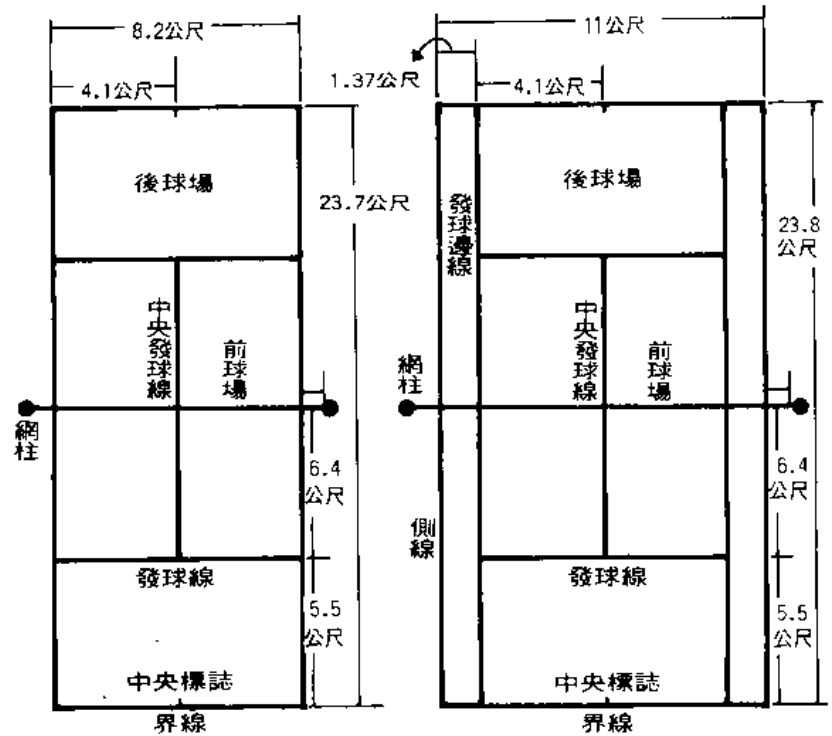 8.2公尺
4.1公尺
後球場
23.7公尺
中央發球線
前球場
網柱
6.4
公尺
發球線
5.5
公尺
中央標誌
界線
11公尺
1.37公尺
4.1公尺
後球場
發球邊線
23.8
公尺
中央發球線
前球場
網柱
6.4
公尺
側線
發球線
5.5
公尺
中央標誌
界線